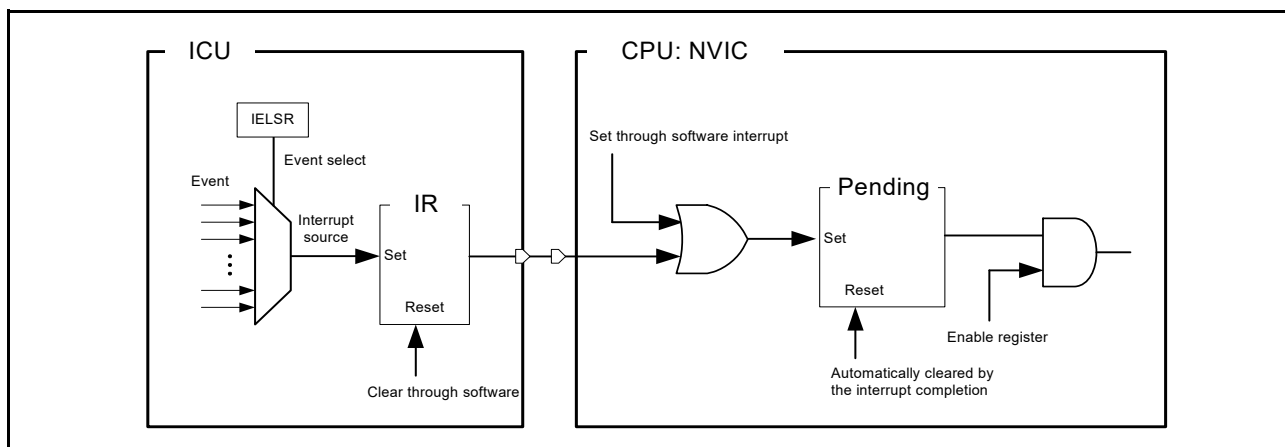 ICU
CPU: NVIC
IELSR
Event select
Event
Interrupt
source
IR
Set
Reset
Clear through software
Set through software interrupt
Pending
Set
Reset
Enable register
Automatically cleared by
the interrupt completion